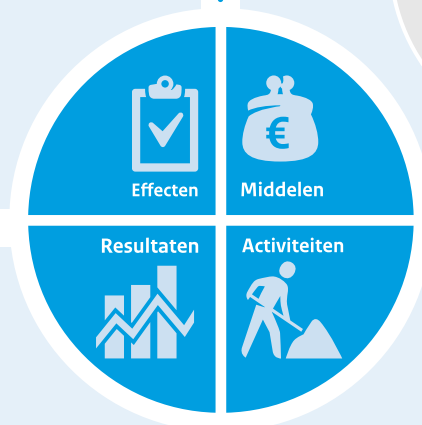 Effecten
Middelen
€
Resultaten
Activiteiten